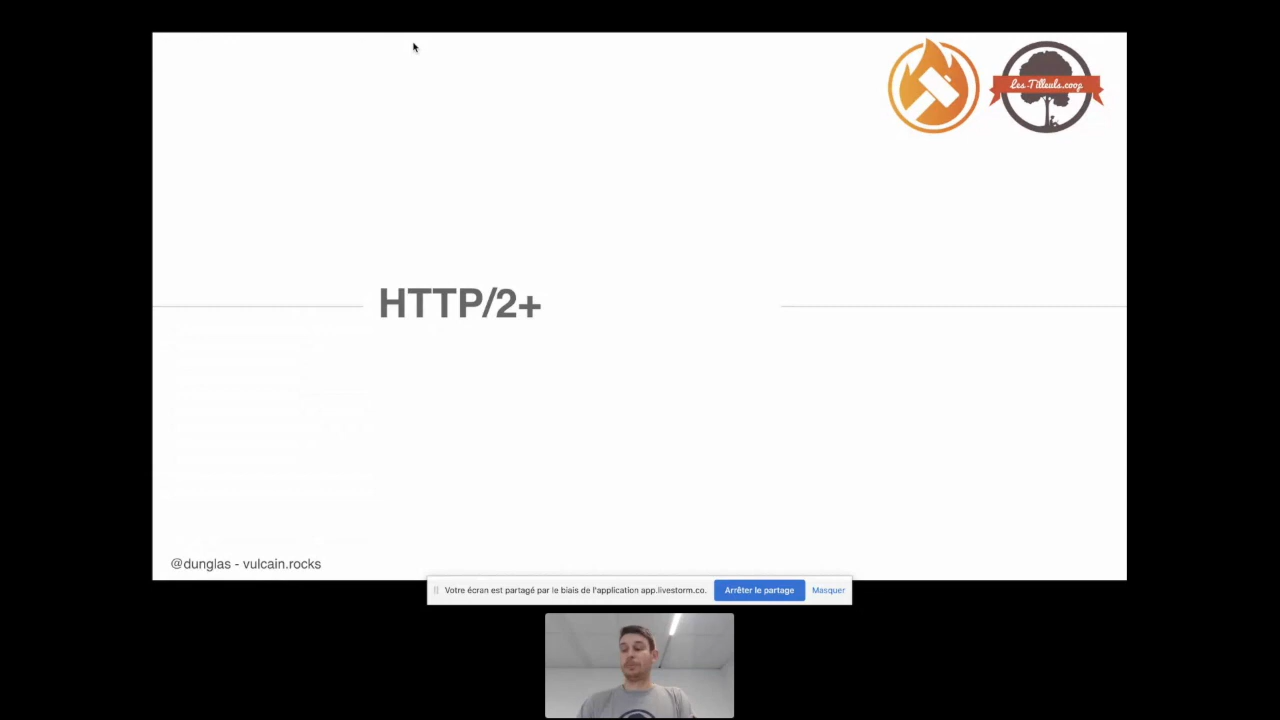 Les-Tilleuls.coop
HTTP/2+
@dunglas - vulcain.rocks
Votre écran est partagé par le biais de l'application app.livestorm.co.
Arrêter le partage
Masquer